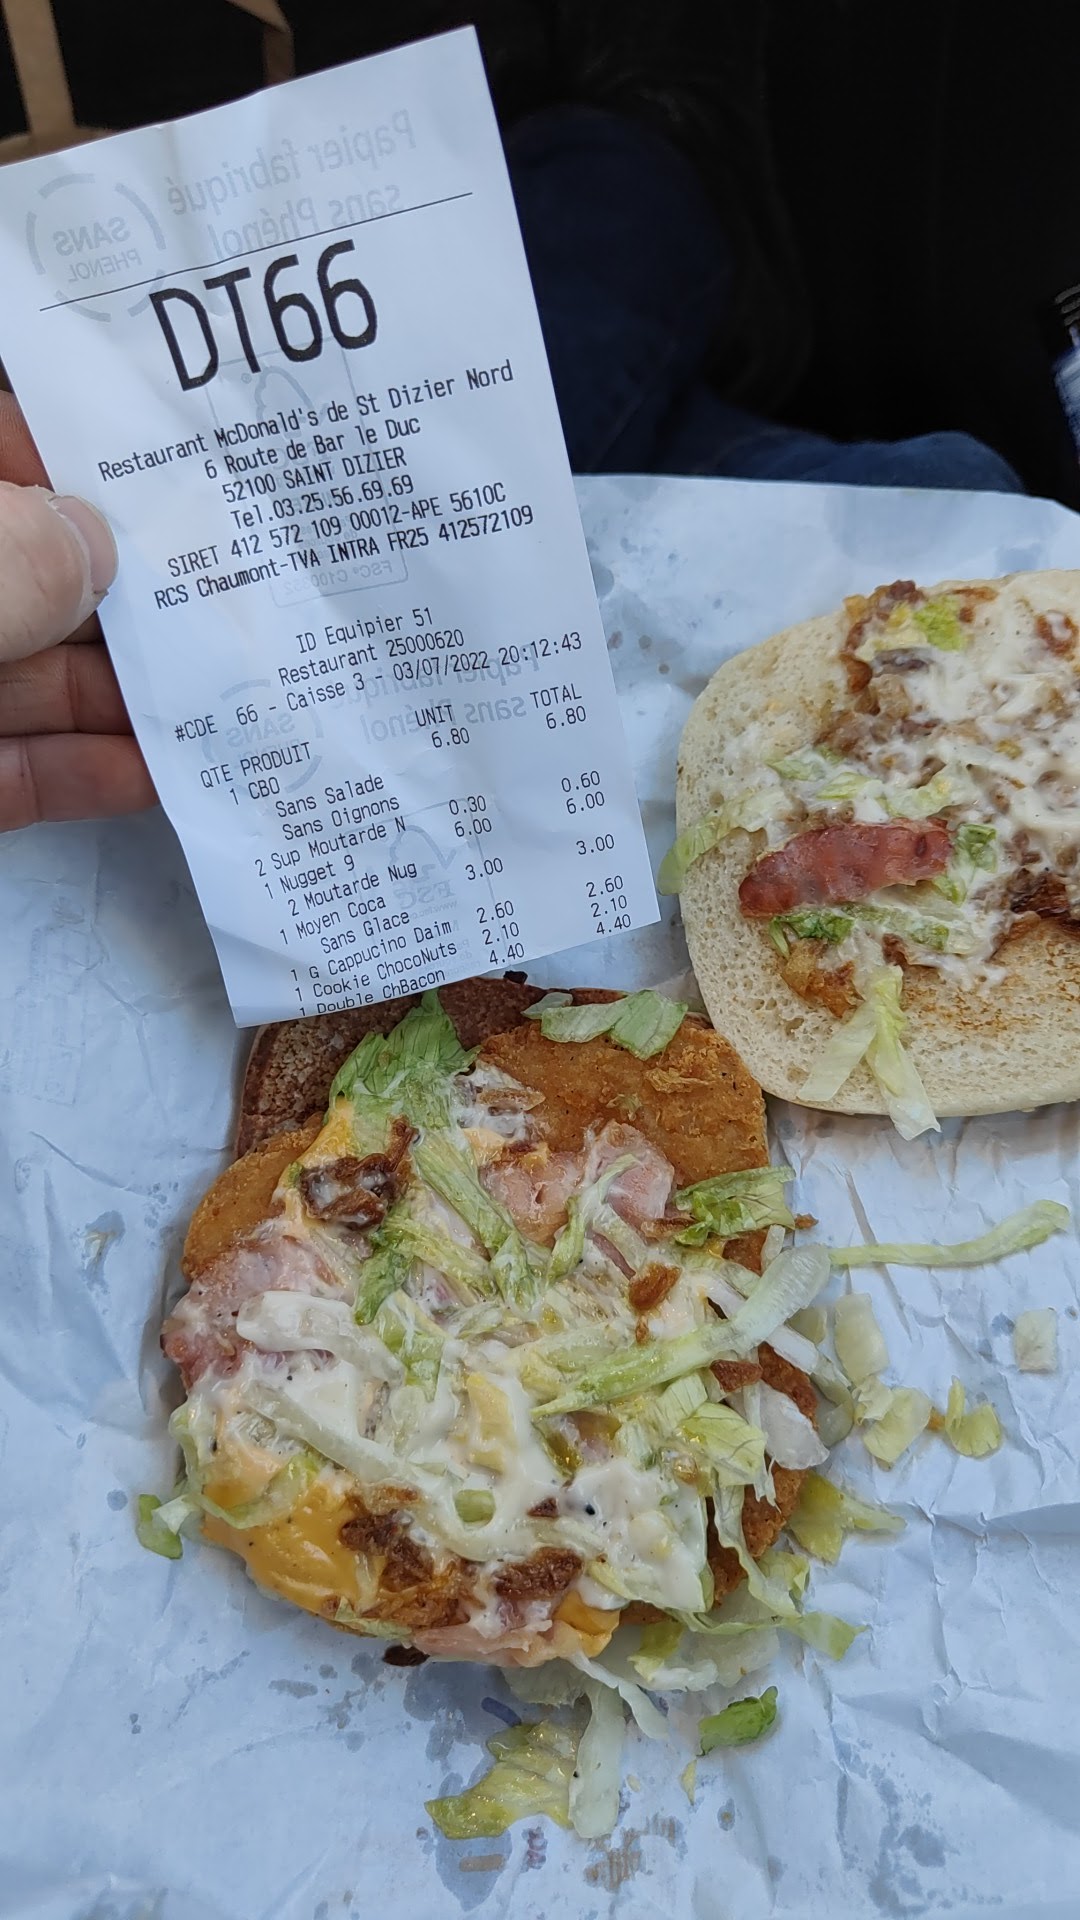 Papier fabriqué
sans Phénol
SANS
PHENOL
DT66
Restaurant McDonald's de St Dizier Nord
6 Route de Bar le Duc
52100 SAINT DIZIER
Tel.03.25.56.69.69
SIRET 412 572 109 00012-APE 5610C
RCS Chaumont-TVA INTRA FR25 412572109
ID Equipier 51
Restaurant 25000620
#CDE 66 - Caisse 3 - 03/07/2022 20:12:43
QTE PRODUIT UNIT TOTAL
1 CBO 6.80 6.80
Sans Salade
Sans Oignons
2 Sup Moutarde N 0.30 0.60
1 Nugget 9 6.00 6.00
2 Moutarde Nug
1 Moyen Coca 3.00 3.00
Sans Glace
1 G Cappucino Daim 2.60 2.60
1 Cookie ChocoNuts 2.10 2.10
1 Double ChBacon 4.40 4.40